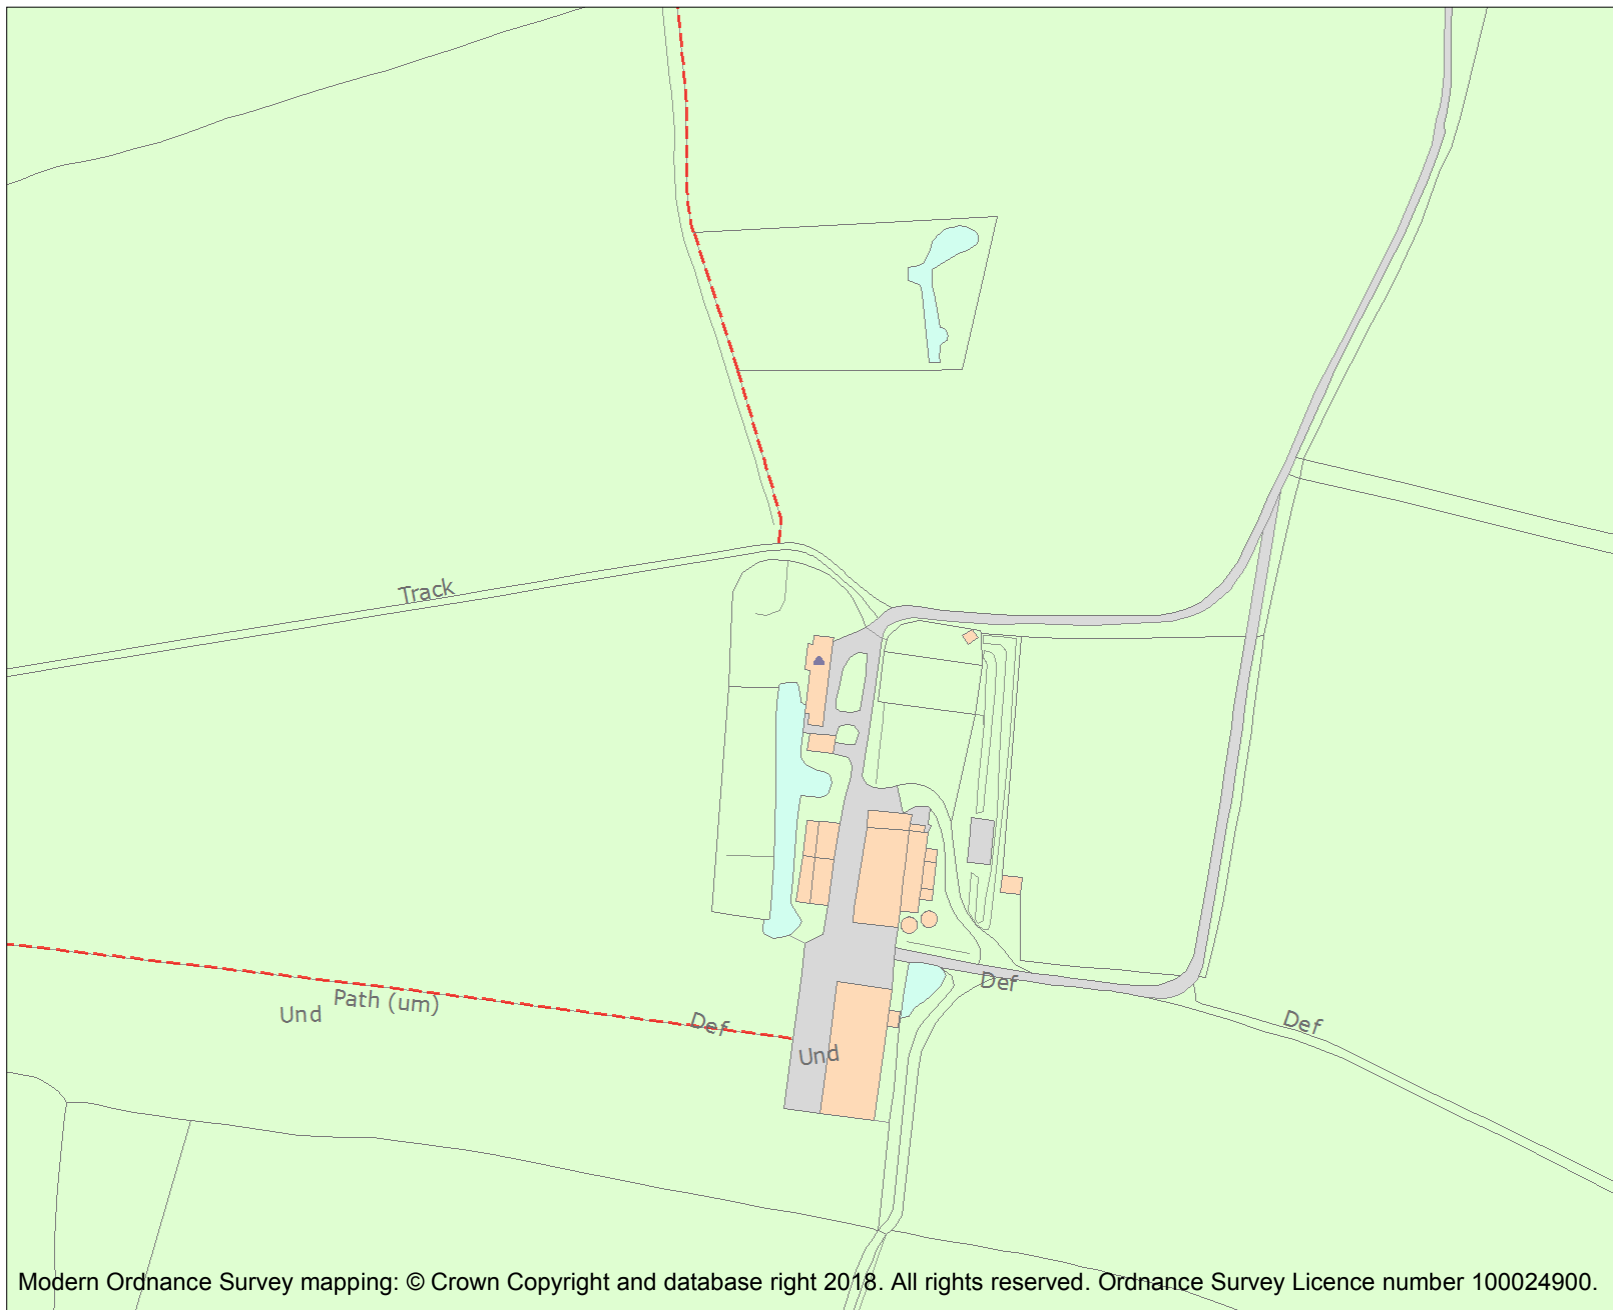 Track
Def
Path (um)
Und
Def
Def
Und
Modern Ordnance Survey mapping: © Crown Copyright and database right 2018. All rights reserved. Ordnance Survey Licence number 100024900.